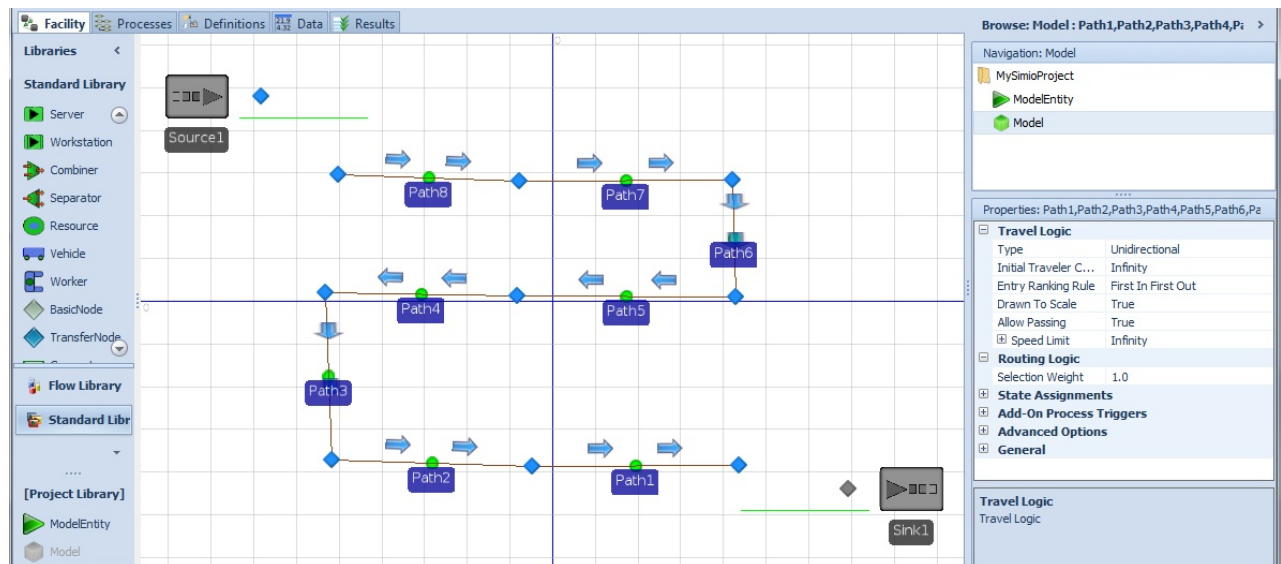 Facility Processes Definitions Data Results
Browse: Model : Path1,Path2,Path3,Path4,Pa
Libraries
Standard Library
Server
Workstation
Combiner
Separator
Resource
Vehicle
Worker
BasicNode
TransferNode
Flow Library
Standard Libr
[Project Library]
ModelEntity
Model
Source1
Path8
Path7
Path6
Path4
Path5
Path3
Path2
Path1
Sink1
Navigation: Model
MySimioProject
ModelEntity
Model
Properties: Path1,Path2,Path3,Path4,Path5,Path6,Pa
Travel Logic
Type Unidirectional
Initial Traveler C... Infinity
Entry Ranking Rule First In First Out
Drawn To Scale True
Allow Passing True
Speed Limit Infinity
Routing Logic
Selection Weight 1.0
State Assignments
Add-On Process Triggers
Advanced Options
General
Travel Logic
Travel Logic